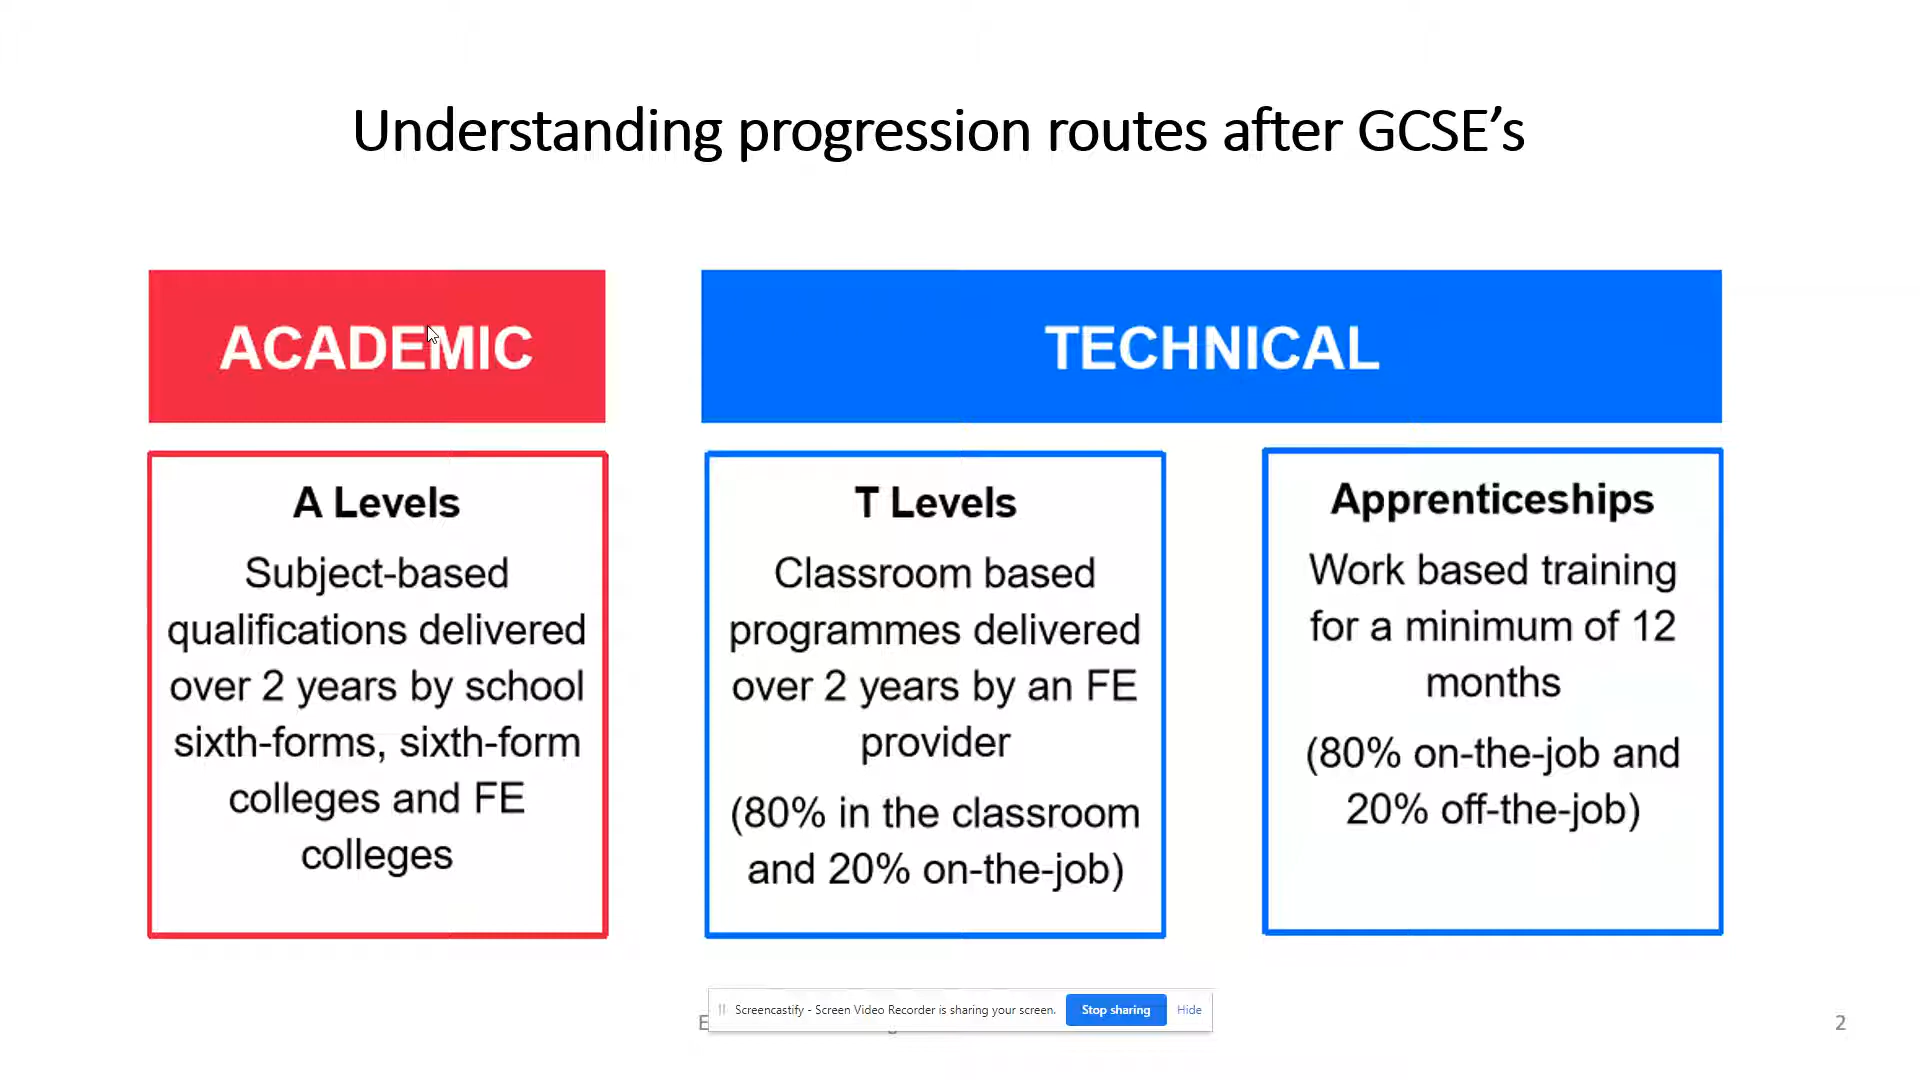 Understanding progression routes after GCSE’s
ACADEMIC
TECHNICAL
A Levels
Subject-based
qualifications delivered
over 2 years by school
sixth-forms, sixth-form
colleges and FE
colleges
T Levels
Classroom based
programmes delivered
over 2 years by an FE
provider
(80% in the classroom
and 20% on-the-job)
Apprenticeships
Work based training
for a minimum of 12
months
(80% on-the-job and
20% off-the-job)
Screencastify - Screen Video Recorder is sharing your screen.
Stop sharing
Hide
2